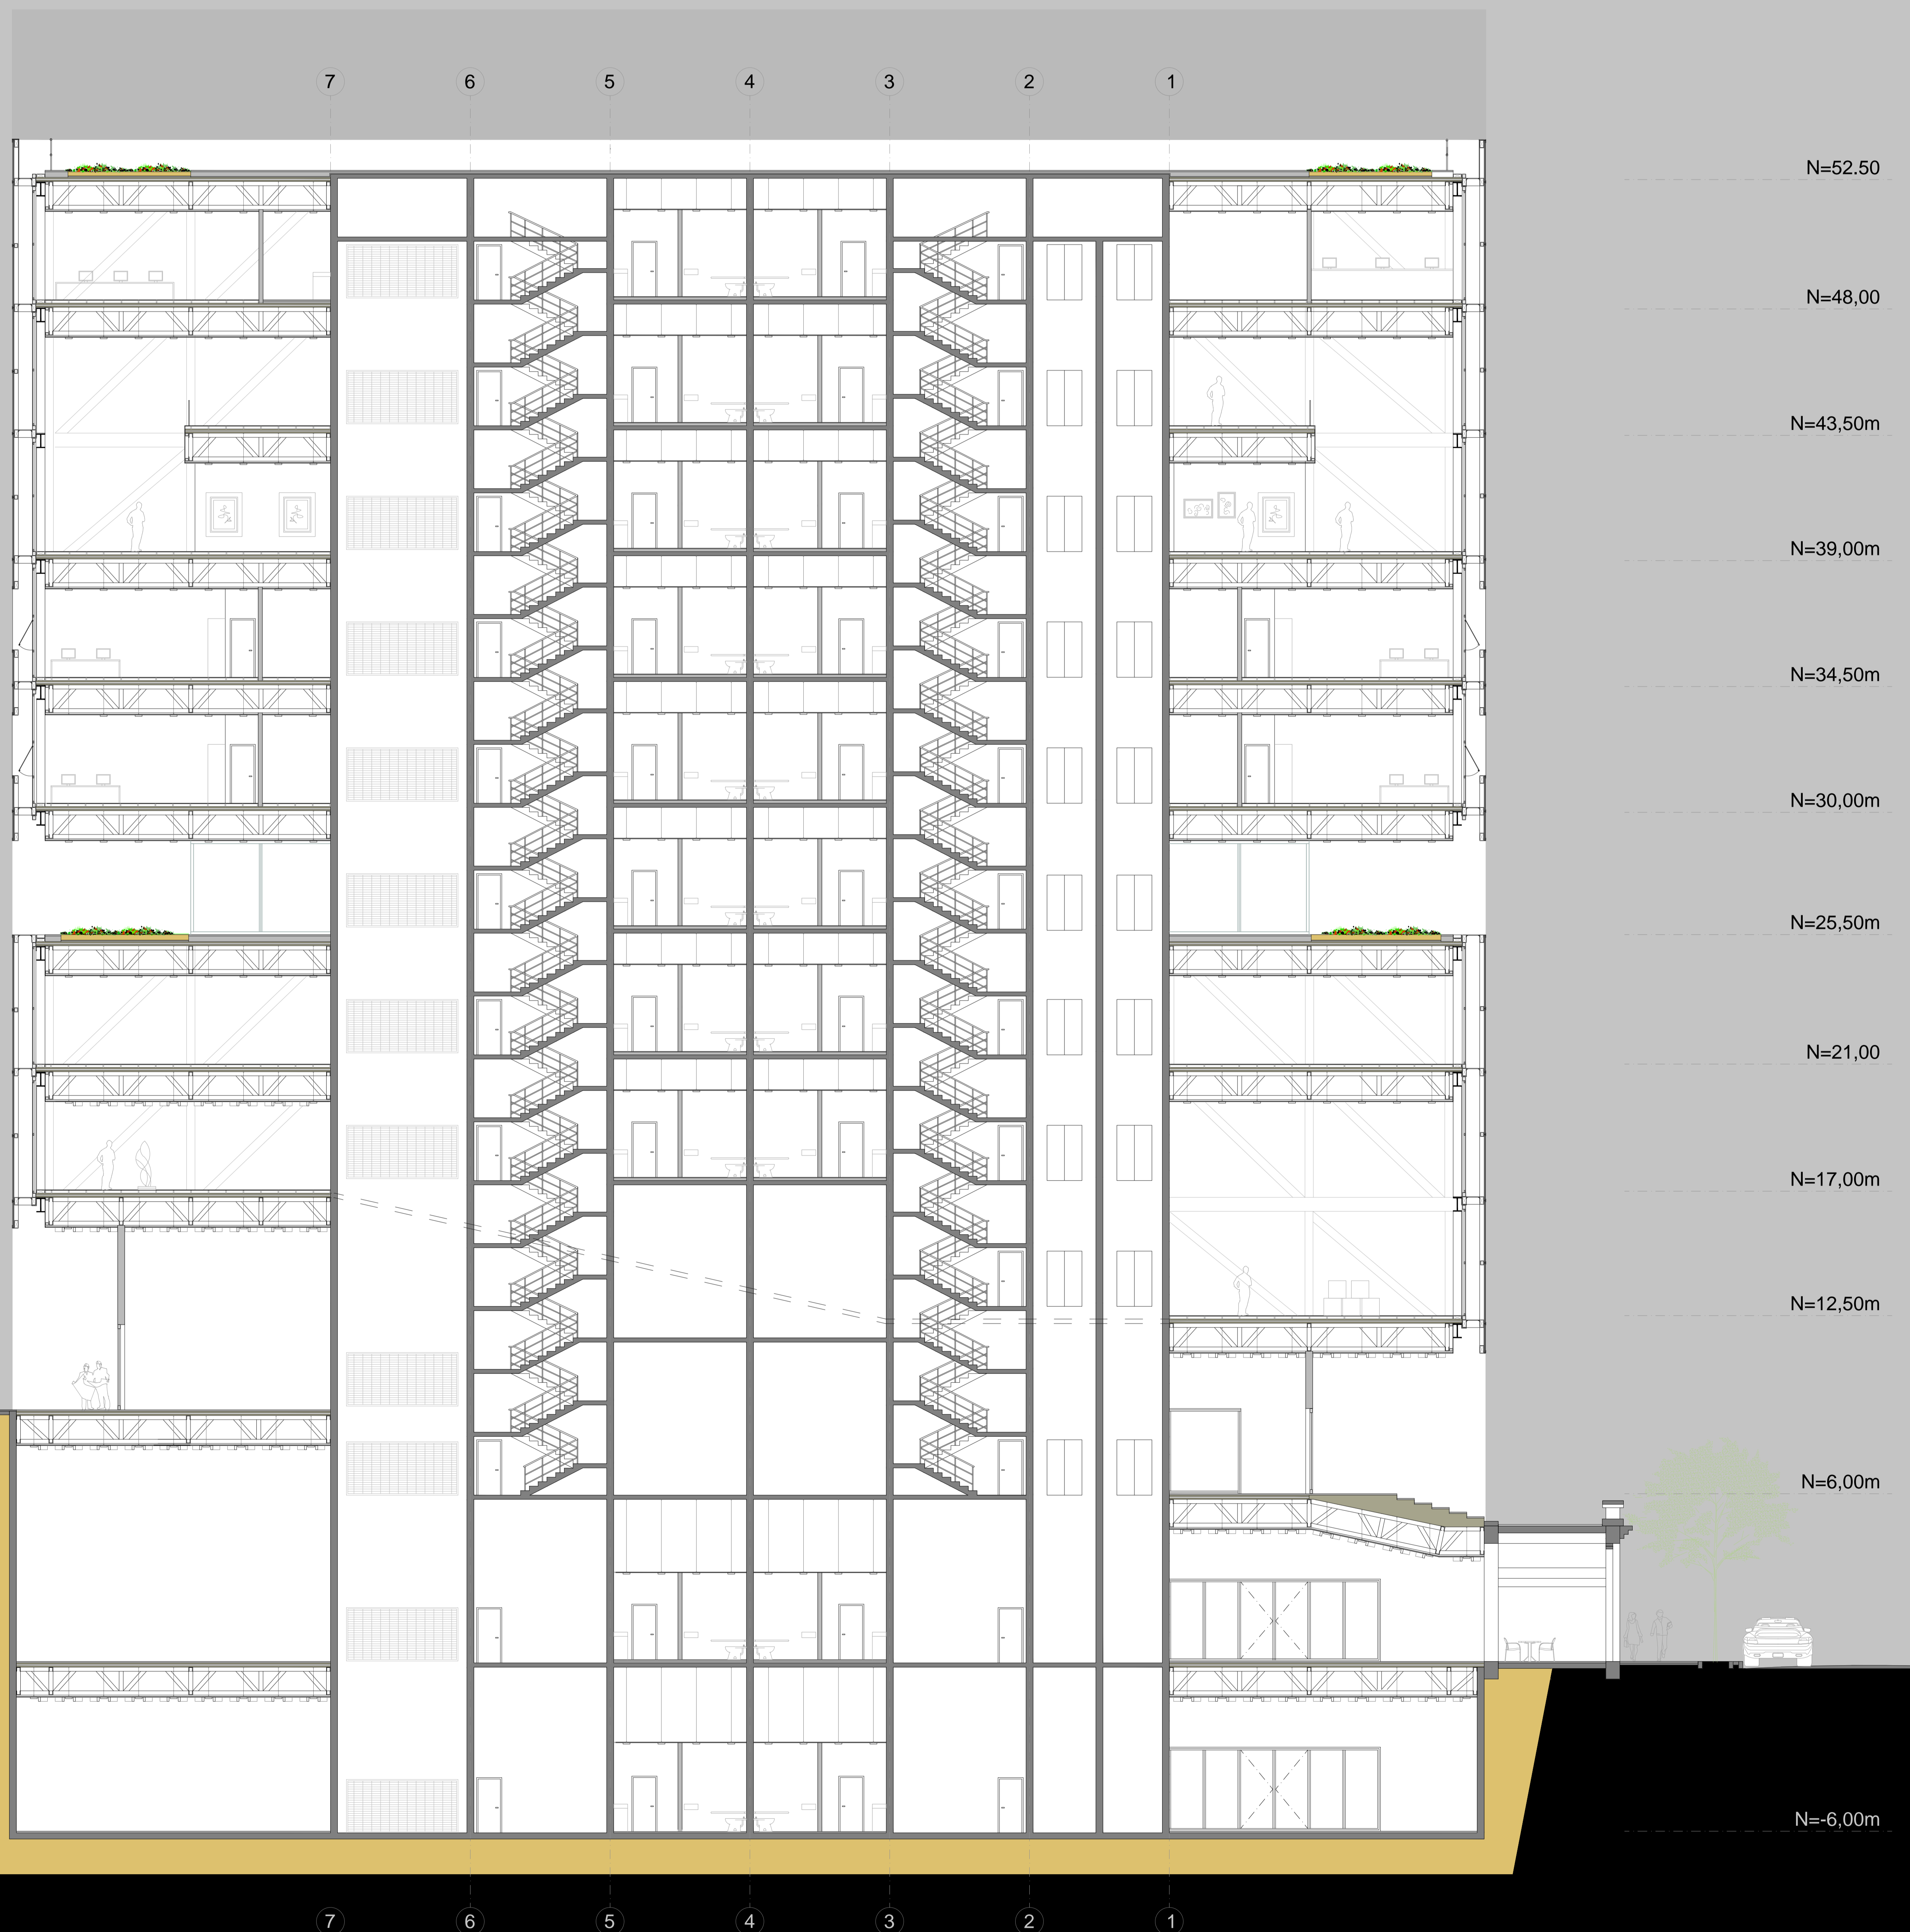 7 6 5 4 3 2 1
N=52.50
N=48,00
N=43,50m
N=39,00m
N=34,50m
N=30,00m
N=25,50m
N=21,00
N=17,00m
N=12,50m
N=6,00m
N=-6,00m
7 6 5 4 3 2 1